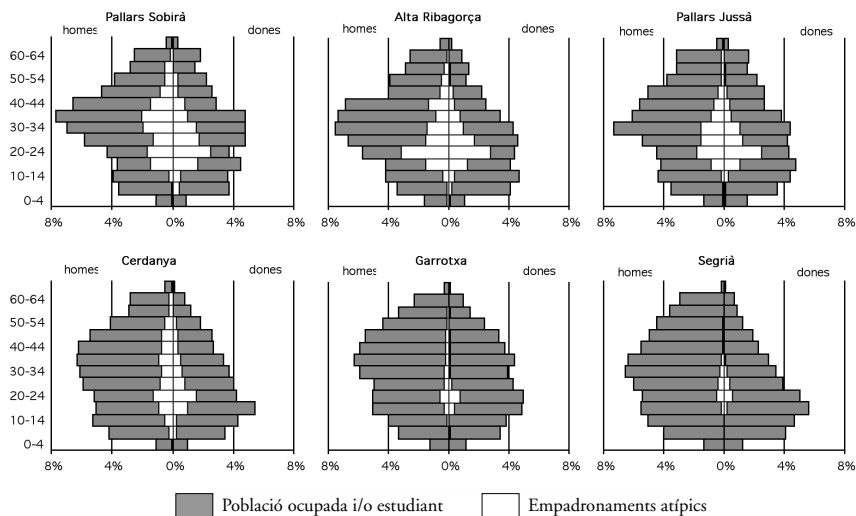 Pallars Sobirà
Alta Ribagorça
Pallars Jussà
homes
dones
homes
dones
homes
dones
60-64
50-54
40-44
30-34
20-24
10-14
0-4
8% 4% 0% 4% 8%
8% 4% 0% 4% 8%
8% 4% 0% 4% 8%
Cerdanya
Garrotxa
Segrià
homes
dones
homes
dones
homes
dones
60-64
50-54
40-44
30-34
20-24
10-14
0-4
8% 4% 0% 4% 8%
8% 4% 0% 4% 8%
8% 4% 0% 4% 8%
Població ocupada i/o estudiant
Empadronaments atípics